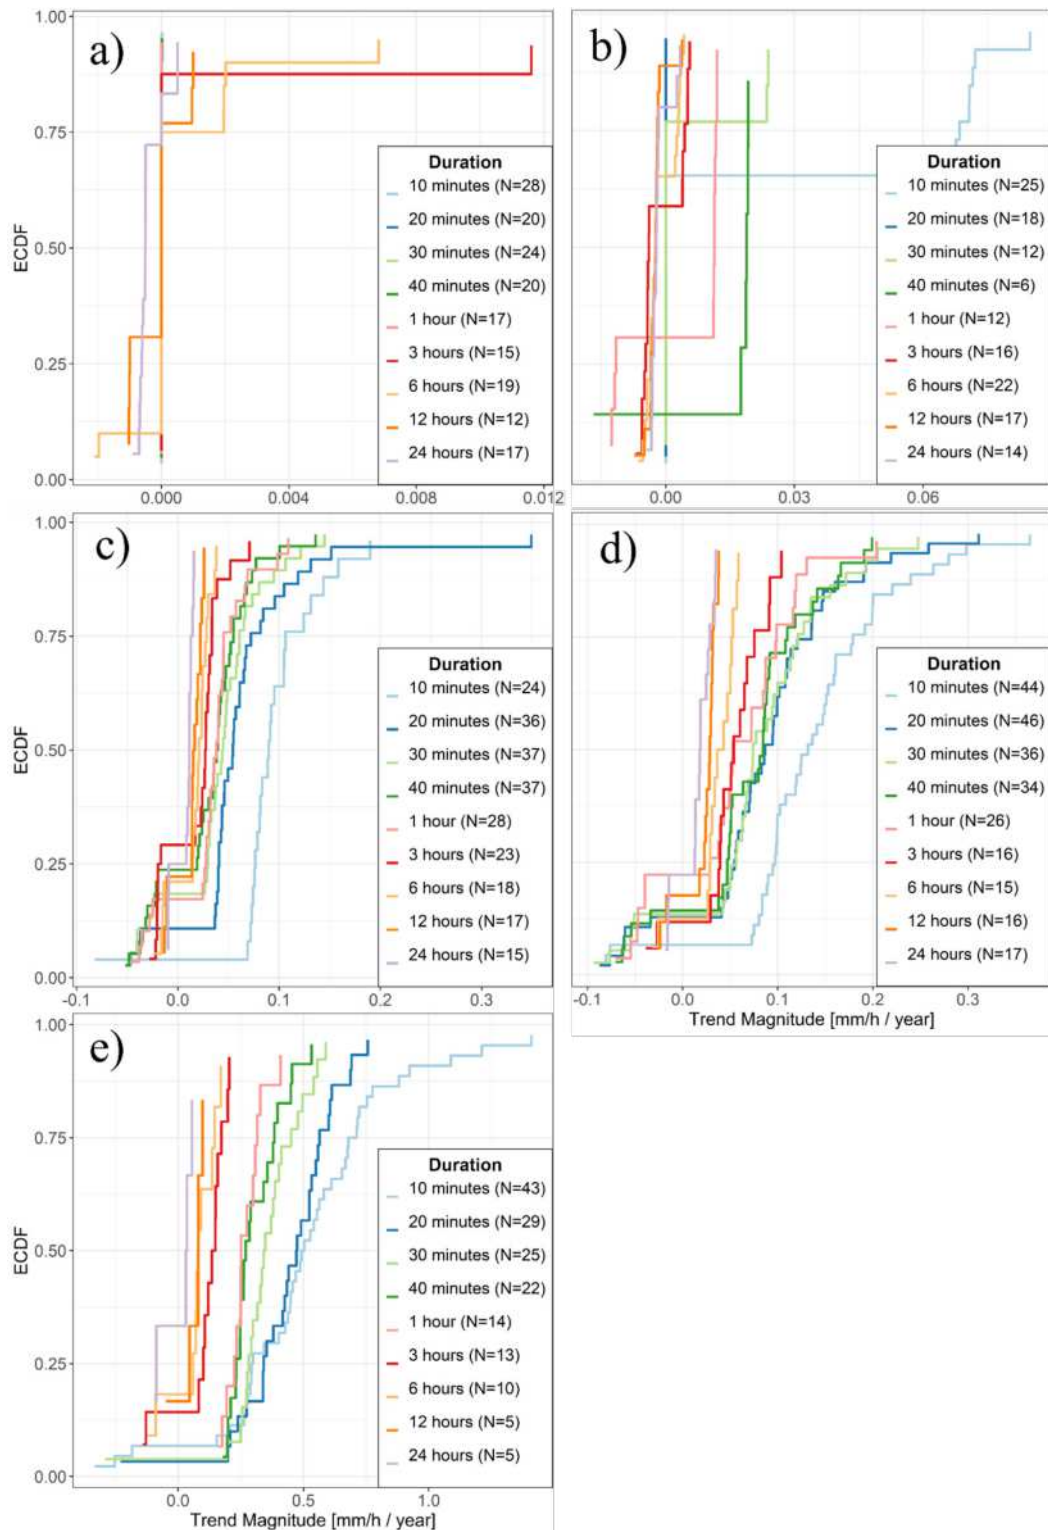 a)
ECDF
1.00
0.75
0.50
0.25
0.00
0.000
0.004
0.008
0.012
Duration
10 minutes (N=28)
20 minutes (N=20)
30 minutes (N=24)
40 minutes (N=20)
1 hour (N=17)
3 hours (N=15)
6 hours (N=19)
12 hours (N=12)
24 hours (N=17)
b)
0.00
0.03
0.06
Duration
10 minutes (N=25)
20 minutes (N=18)
30 minutes (N=12)
40 minutes (N=6)
1 hour (N=12)
3 hours (N=16)
6 hours (N=22)
12 hours (N=17)
24 hours (N=14)
c)
ECDF
1.00
0.75
0.50
0.25
0.00
-0.1
0.0
0.1
0.2
0.3
Duration
10 minutes (N=24)
20 minutes (N=36)
30 minutes (N=37)
40 minutes (N=37)
1 hour (N=28)
3 hours (N=23)
6 hours (N=18)
12 hours (N=17)
24 hours (N=15)
d)
-0.1
0.0
0.1
0.2
0.3
Trend Magnitude [mm/h / year]
Duration
10 minutes (N=44)
20 minutes (N=46)
30 minutes (N=36)
40 minutes (N=34)
1 hour (N=26)
3 hours (N=16)
6 hours (N=15)
12 hours (N=16)
24 hours (N=17)
e)
ECDF
1.00
0.75
0.50
0.25
0.00
0.0
0.5
1.0
Trend Magnitude [mm/h / year]
Duration
10 minutes (N=43)
20 minutes (N=29)
30 minutes (N=25)
40 minutes (N=22)
1 hour (N=14)
3 hours (N=13)
6 hours (N=10)
12 hours (N=5)
24 hours (N=5)